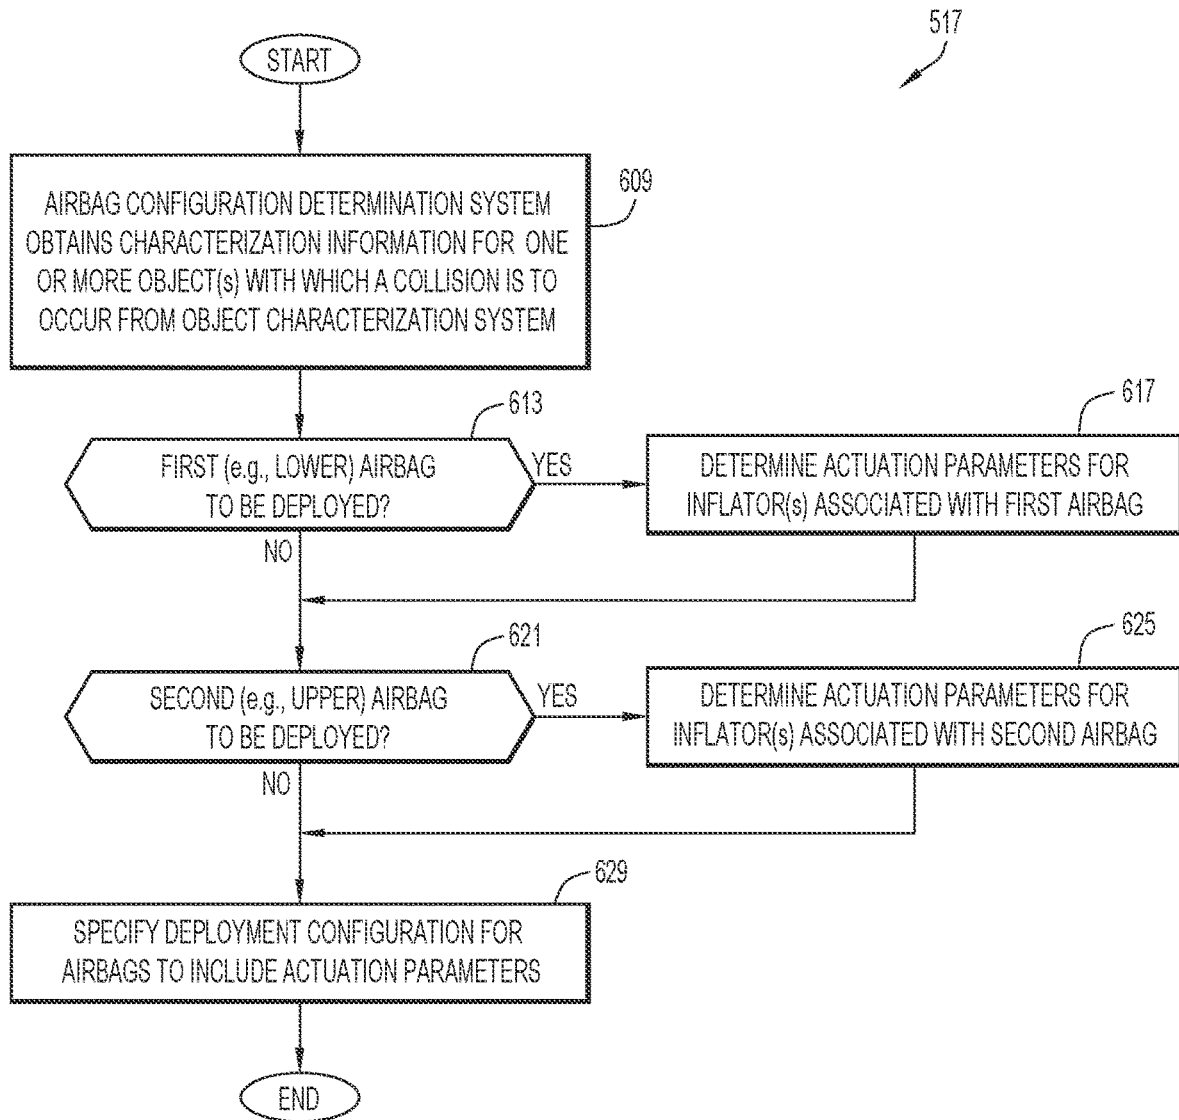 517
START
609
AIRBAG CONFIGURATION DETERMINATION SYSTEM
OBTAINS CHARACTERIZATION INFORMATION FOR ONE
OR MORE OBJECT(s) WITH WHICH A COLLISION IS TO
OCCUR FROM OBJECT CHARACTERIZATION SYSTEM
613
FIRST (e.g., LOWER) AIRBAG
TO BE DEPLOYED?
YES
NO
617
DETERMINE ACTUATION PARAMETERS FOR
INFLATOR(s) ASSOCIATED WITH FIRST AIRBAG
621
SECOND (e.g., UPPER) AIRBAG
TO BE DEPLOYED?
YES
NO
625
DETERMINE ACTUATION PARAMETERS FOR
INFLATOR(s) ASSOCIATED WITH SECOND AIRBAG
629
SPECIFY DEPLOYMENT CONFIGURATION FOR
AIRBAGS TO INCLUDE ACTUATION PARAMETERS
END